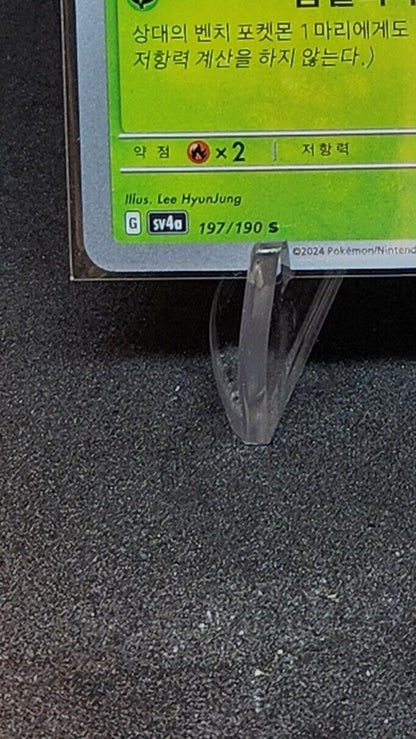 상대의 벤치 포켓몬 1마리에게도
저항력 계산을 하지 않는다.)
약 점 ×2 저 항 력
Illus. Lee HyunJung
G sv4a 197/190 S
©2024 Pokémon/Nintend